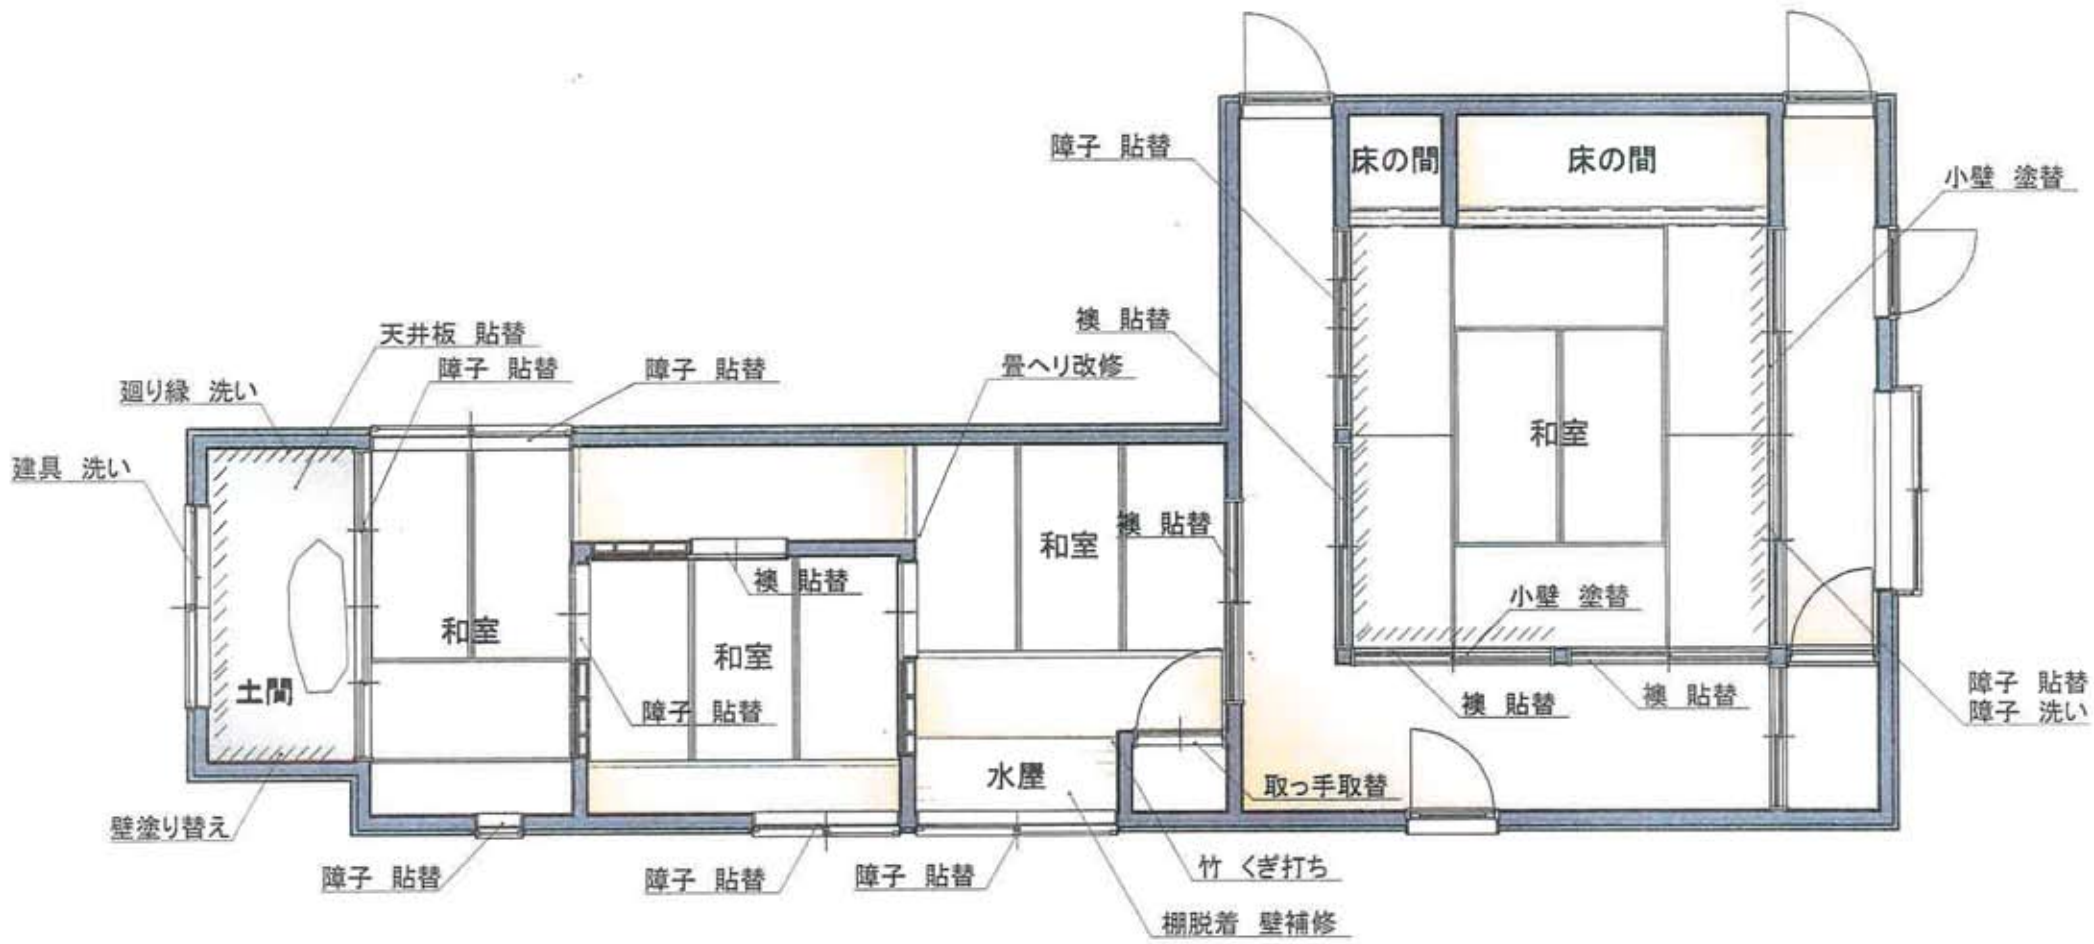 障子 貼替
床の間
床の間
小壁 塗替
襖 貼替
天井板 貼替
障子 貼替
障子 貼替
畳ヘリ改修
廻り縁 洗い
建具 洗い
和室
襖 貼替
和室
襖 貼替
小壁 塗替
和室
和室
土間
障子 貼替
襖 貼替
襖 貼替
障子 貼替
障子 洗い
水屋
取っ手取替
壁塗り替え
障子 貼替
障子 貼替
障子 貼替
竹 くぎ打ち
棚脱着 壁補修